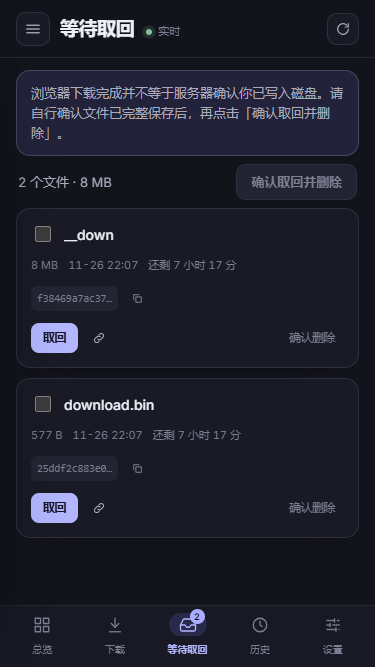 等待取回 实时
浏览器下载完成并不等于服务器确认你已写入磁盘。请
自行确认文件已完整保存后，再点击「确认取回并删
除」。
2 个文件 · 8 MB 确认取回并删除
__down
8 MB 11-26 22:07 还剩 7 小时 17 分
f38469a7ac37…
取回 确认删除
download.bin
577 B 11-26 22:07 还剩 7 小时 17 分
25ddf2c883e0…
取回 确认删除
2
总览 下载 等待取回 历史 设置